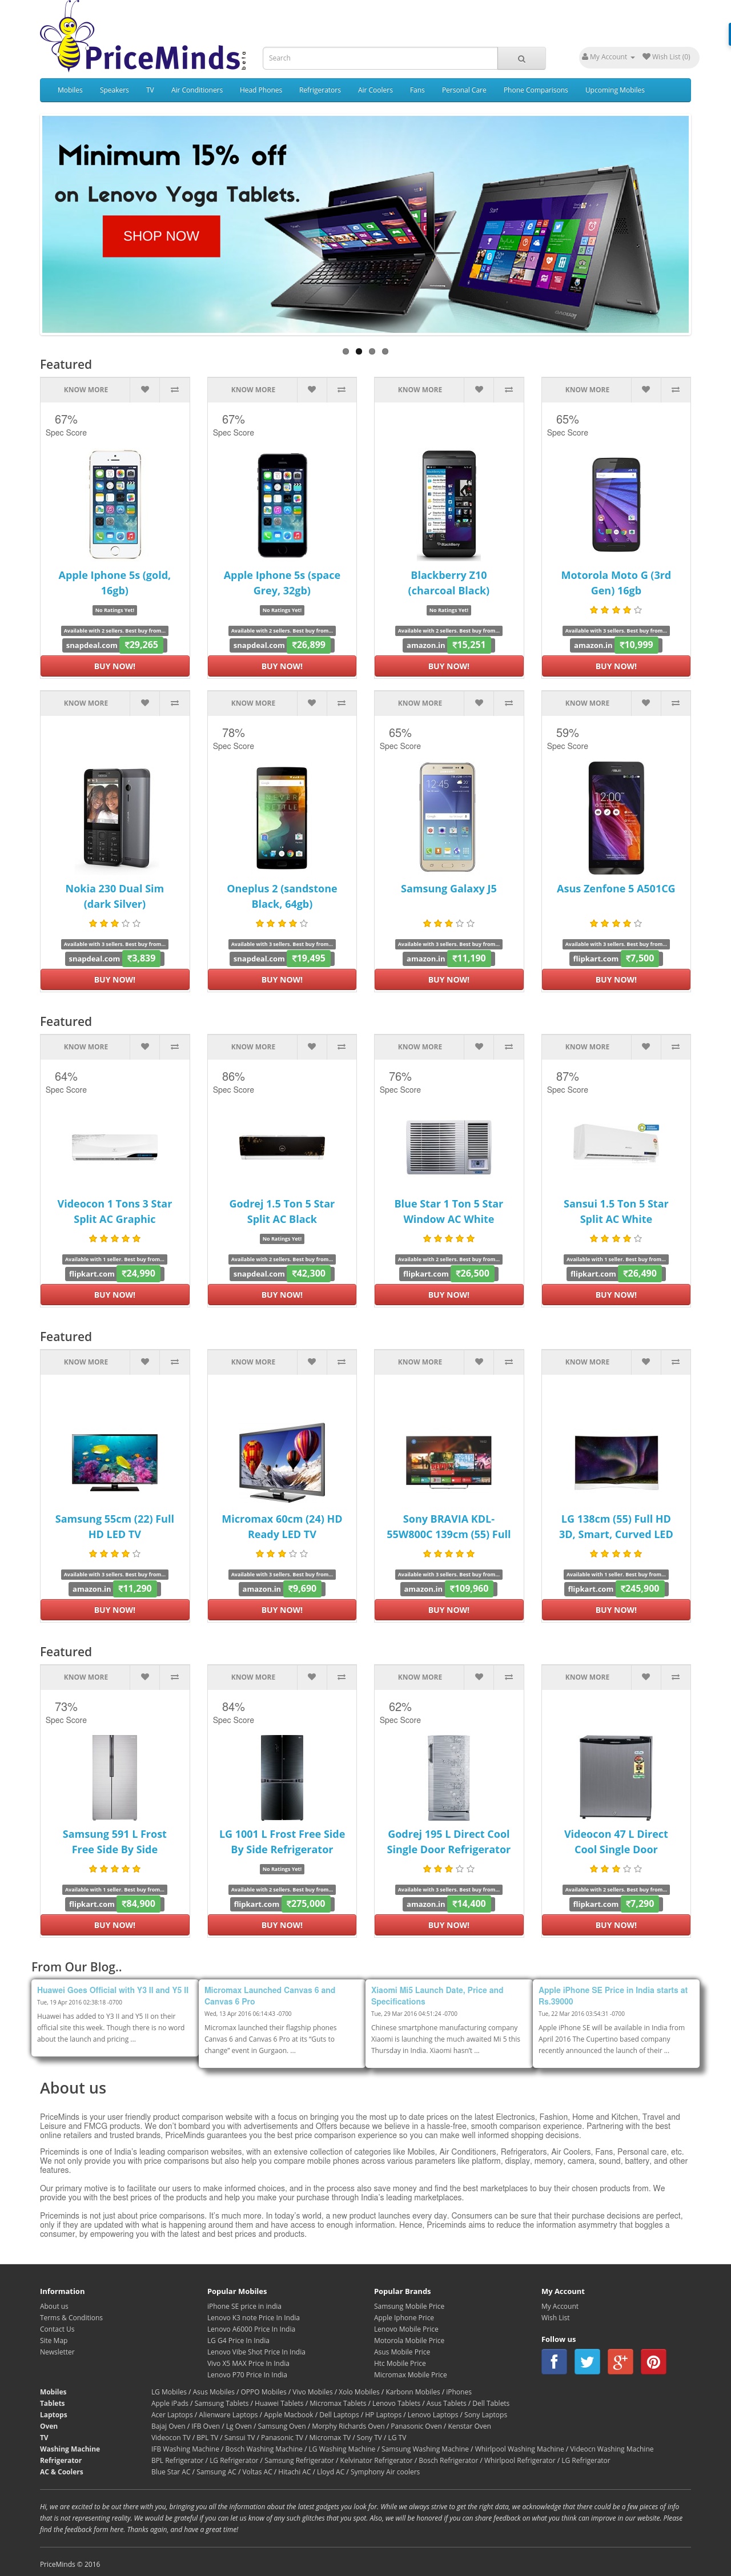 PriceMinds BETA
Search
My Account
Wish List (0)
Mobiles Speakers TV Air Conditioners Head Phones Refrigerators Air Coolers Fans Personal Care Phone Comparisons Upcoming Mobiles
Minimum 15% off
on Lenovo Yoga Tablets.
SHOP NOW
Featured
KNOW MORE KNOW MORE KNOW MORE KNOW MORE
67% 67% 65%
Spec Score Spec Score Spec Score
Apple Iphone 5s (gold, Apple Iphone 5s (space Blackberry Z10 Motorola Moto G (3rd
16gb) Grey, 32gb) (charcoal Black) Gen) 16gb
No Ratings Yet! No Ratings Yet! No Ratings Yet!
Available with 2 sellers. Best buy from... Available with 2 sellers. Best buy from... Available with 2 sellers. Best buy from... Available with 3 sellers. Best buy from...
snapdeal.com ₹29,265 snapdeal.com ₹26,899 amazon.in ₹15,251 amazon.in ₹10,999
BUY NOW! BUY NOW! BUY NOW! BUY NOW!
KNOW MORE KNOW MORE KNOW MORE KNOW MORE
78% 65% 59%
Spec Score Spec Score Spec Score
Nokia 230 Dual Sim Oneplus 2 (sandstone Samsung Galaxy J5 Asus Zenfone 5 A501CG
(dark Silver) Black, 64gb)
Available with 3 sellers. Best buy from... Available with 3 sellers. Best buy from... Available with 3 sellers. Best buy from... Available with 3 sellers. Best buy from...
snapdeal.com ₹3,839 snapdeal.com ₹19,495 amazon.in ₹11,190 flipkart.com ₹7,500
BUY NOW! BUY NOW! BUY NOW! BUY NOW!
Featured
KNOW MORE KNOW MORE KNOW MORE KNOW MORE
64% 86% 76% 87%
Spec Score Spec Score Spec Score Spec Score
Videocon 1 Tons 3 Star Godrej 1.5 Ton 5 Star Blue Star 1 Ton 5 Star Sansui 1.5 Ton 5 Star
Split AC Graphic Split AC Black Window AC White Split AC White
No Ratings Yet!
Available with 1 seller. Best buy from... Available with 2 sellers. Best buy from... Available with 2 sellers. Best buy from... Available with 1 seller. Best buy from...
flipkart.com ₹24,990 snapdeal.com ₹42,300 flipkart.com ₹26,500 flipkart.com ₹26,490
BUY NOW! BUY NOW! BUY NOW! BUY NOW!
Featured
KNOW MORE KNOW MORE KNOW MORE KNOW MORE
Samsung 55cm (22) Full Micromax 60cm (24) HD Sony BRAVIA KDL- LG 138cm (55) Full HD
HD LED TV Ready LED TV 55W800C 139cm (55) Full 3D, Smart, Curved LED
Available with 3 sellers. Best buy from... Available with 3 sellers. Best buy from... Available with 3 sellers. Best buy from... Available with 1 seller. Best buy from...
amazon.in ₹11,290 amazon.in ₹9,690 amazon.in ₹109,960 flipkart.com ₹245,900
BUY NOW! BUY NOW! BUY NOW! BUY NOW!
Featured
KNOW MORE KNOW MORE KNOW MORE KNOW MORE
73% 84% 62%
Spec Score Spec Score Spec Score
Samsung 591 L Frost LG 1001 L Frost Free Side Godrej 195 L Direct Cool Videocon 47 L Direct
Free Side By Side By Side Refrigerator Single Door Refrigerator Cool Single Door
No Ratings Yet!
Available with 1 seller. Best buy from... Available with 2 sellers. Best buy from... Available with 3 sellers. Best buy from... Available with 2 sellers. Best buy from...
flipkart.com ₹84,900 flipkart.com ₹275,000 amazon.in ₹14,400 flipkart.com ₹7,290
BUY NOW! BUY NOW! BUY NOW! BUY NOW!
From Our Blog..
Huawei Goes Official with Y3 II and Y5 II
Tue, 19 Apr 2016 02:38:18 -0700
Huawei has added to Y3 II and Y5 II on their
official site this week. Though there is no word
about the launch and pricing ...
Micromax Launched Canvas 6 and
Canvas 6 Pro
Wed, 13 Apr 2016 06:14:43 -0700
Micromax launched their flagship phones
Canvas 6 and Canvas 6 Pro at its “Guts to
change” event in Gurgaon. ...
Xiaomi Mi5 Launch Date, Price and
Specifications
Tue, 29 Mar 2016 04:51:24 -0700
Chinese smartphone manufacturing company
Xiaomi is launching the much awaited Mi 5 this
Thursday in India. Xiaomi hasn’t ...
Apple iPhone SE Price in India starts at
Rs.39000
Tue, 22 Mar 2016 03:54:31 -0700
Apple iPhone SE will be available in India from
April 2016 The Cupertino based company
recently announced the launch of their ...
About us
PriceMinds is your user friendly product comparison website with a focus on bringing you the most up to date prices on the latest Electronics, Fashion, Home and Kitchen, Travel and
Leisure and FMCG products. We don’t bombard you with advertisements and Offers because we believe in a hassle-free, smooth comparison experience. Partnering with the best
online retailers and trusted brands, PriceMinds guarantees you the best price comparison experience so you can make well informed shopping decisions.
Priceminds is one of India’s leading comparison websites, with an extensive collection of categories like Mobiles, Air Conditioners, Refrigerators, Air Coolers, Fans, Personal care, etc.
We not only provide you with price comparisons but also help you compare mobile phones across various parameters like platform, display, memory, camera, sound, battery, and other
features.
Our primary motive is to facilitate our users to make informed choices, and in the process also save money and find the best marketplaces to buy their chosen products from. We
provide you with the best prices of the products and help you make your purchase through India’s leading marketplaces.
Priceminds is not just about price comparisons. It’s much more. In today’s world, a new product launches every day. Consumers can be sure that their purchase decisions are perfect,
only if they are updated with what is happening around them and have access to enough information. Hence, Priceminds aims to reduce the information asymmetry that boggles a
consumer, by empowering you with the latest and best prices and products.
Information
About us
Terms & Conditions
Contact Us
Site Map
Newsletter
Popular Mobiles
iPhone SE price in india
Lenovo K3 note Price In India
Lenovo A6000 Price In India
LG G4 Price In India
Lenovo Vibe Shot Price In India
Vivo X5 MAX Price In India
Lenovo P70 Price In India
Popular Brands
Samsung Mobile Price
Apple Iphone Price
Lenovo Mobile Price
Motorola Mobile Price
Asus Mobile Price
Htc Mobile Price
Micromax Mobile Price
My Account
My Account
Wish List
Follow us
Mobiles LG Mobiles / Asus Mobiles / OPPO Mobiles / Vivo Mobiles / Xolo Mobiles / Karbonn Mobiles / iPhones
Tablets Apple iPads / Samsung Tablets / Huawei Tablets / Micromax Tablets / Lenovo Tablets / Asus Tablets / Dell Tablets
Laptops Acer Laptops / Alienware Laptops / Apple Macbook / Dell Laptops / HP Laptops / Lenovo Laptops / Sony Laptops
Oven Bajaj Oven / IFB Oven / Lg Oven / Samsung Oven / Morphy Richards Oven / Panasonic Oven / Kenstar Oven
TV Videocon TV / BPL TV / Sansui TV / Panasonic TV / Micromax TV / Sony TV / LG TV
Washing Machine IFB Washing Machine / Bosch Washing Machine / LG Washing Machine / Samsung Washing Machine / Whirlpool Washing Machine / Videocn Washing Machine
Refrigerator BPL Refrigerator / LG Refrigerator / Samsung Refrigerator / Kelvinator Refrigerator / Bosch Refrigerator / Whirlpool Refrigerator / LG Refrigerator
AC & Coolers Blue Star AC / Samsung AC / Voltas AC / Hitachi AC / Lloyd AC / Symphony Air coolers
Hi, we are excited to be out there with you, bringing you all the information about the latest gadgets you look for. While we always strive to get the right data, we acknowledge that there could be a few pieces of info
that is not representing reality. We would be grateful if you can let us know of any such glitches that you spot. Also, we will be honored if you can share feedback on what you think can improve in our website. Please
find the feedback form here. Thanks again, and have a great time!
PriceMinds © 2016